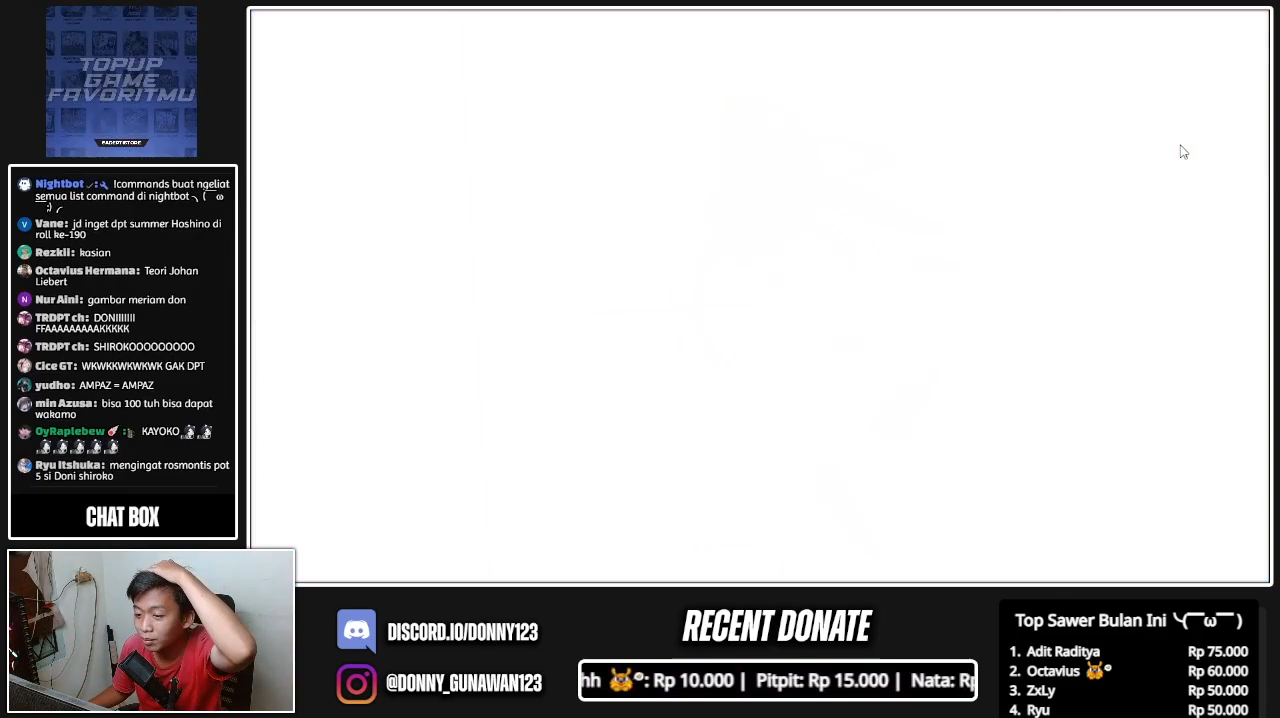 TOPUP
GAME
FAVORITMU
Nightbot : !commands buat ngeliat
semua list command di nightbot ╮(￣ω
￣;)╭
Vane: jd inget dpt summer Hoshino di
roll ke-190
Rezkii: kasian
Octavius Hermana: Teori Johan
Liebert
Nur Aini: gambar meriam don
TRDPT ch: DONIIIIIII
FFAAAAAAAAKKKKK
TRDPT ch: SHIROKOOOOOOOOO
Cice GT: WKWKKWKWKWK GAK DPT
yudho: AMPAZ = AMPAZ
min Azusa: bisa 100 tuh bisa dapat
wakamo
OyRaplebew : KAYOKO
Ryu Itshuka: mengingat rosmontis pot
5 si Doni shiroko
CHAT BOX
DISCORD.IO/DONNY123
@DONNY_GUNAWAN123
RECENT DONATE
hh : Rp 10.000 | Pitpit: Rp 15.000 | Nata: Rp
Top Sawer Bulan Ini ╰(￣ω￣)
1. Adit Raditya Rp 75.000
2. Octavius Rp 60.000
3. ZxLy Rp 50.000
4. Ryu Rp 50.000